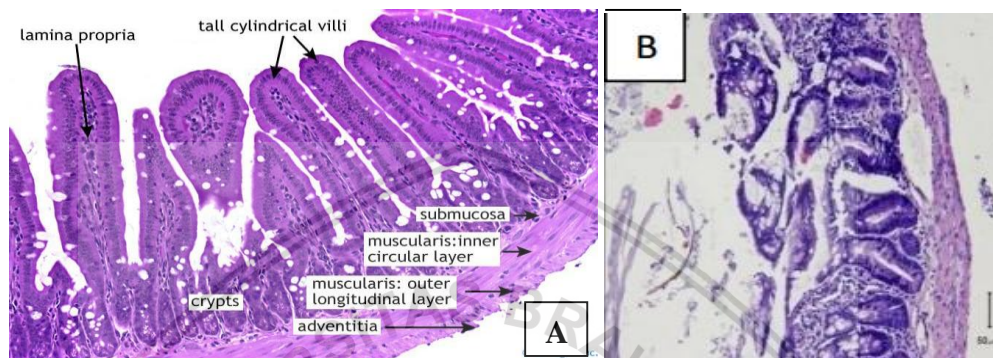 lamina propria
tall cylindrical villi
submucosa
muscularis:inner
circular layer
muscularis: outer
longitudinal layer
crypts
adventitia
A
B